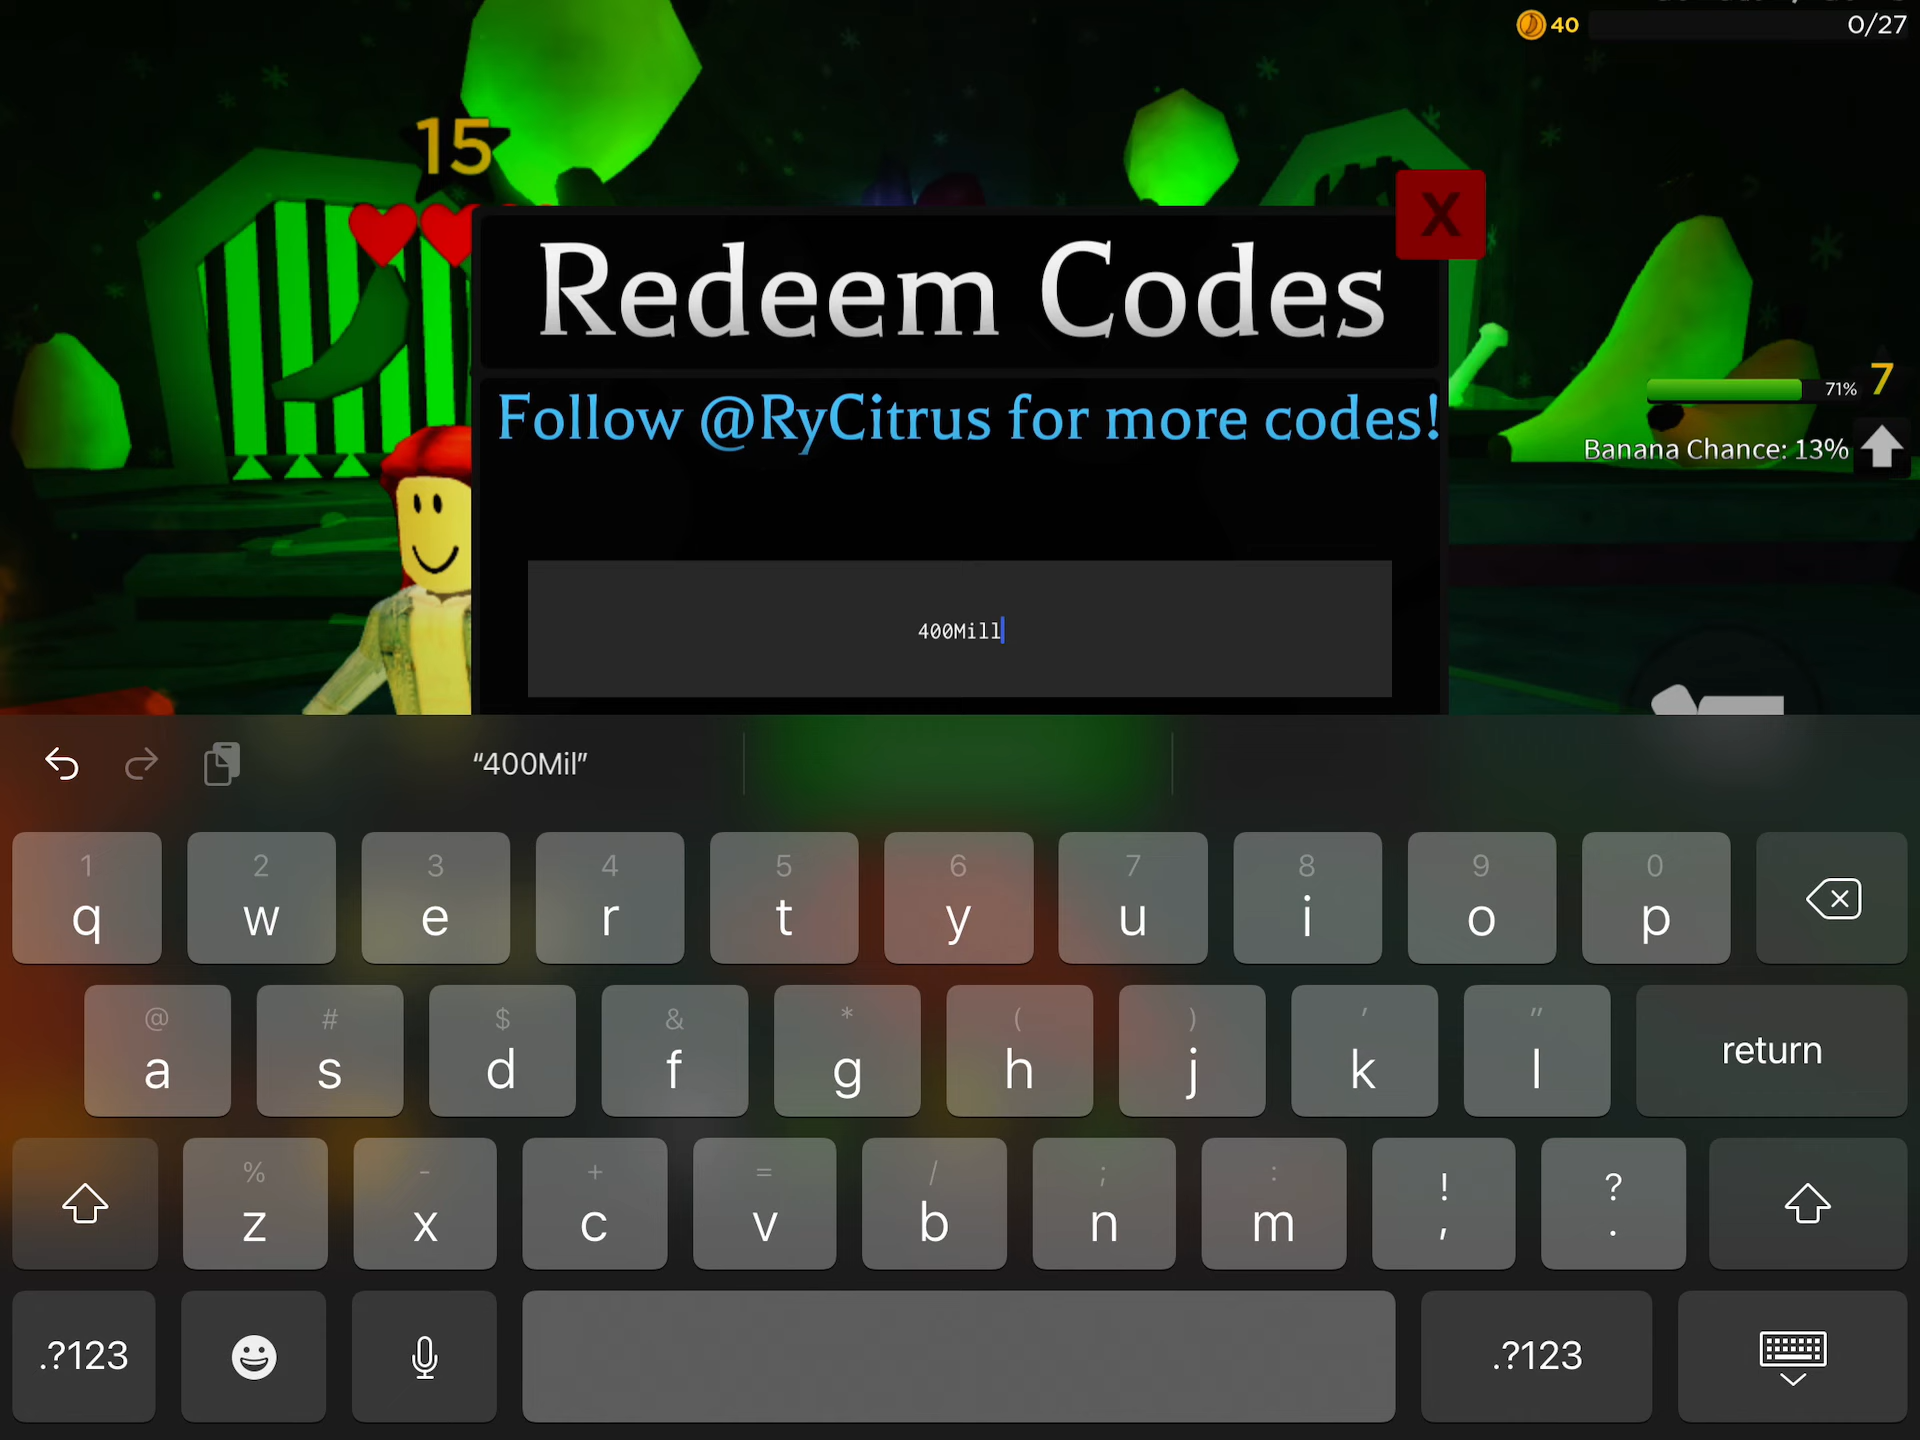 40
0/27
15
X
Redeem Codes
Follow @RyCitrus for more codes!
71% 7
Banana Chance: 13%
400Mill
“400Mil”
1 2 3 4 5 6 7 8 9 0
q w e r t y u i o p
@ # $ & * ( ) ' "
a s d f g h j k l return
% - + = / ; : ! ?
z x c v b n m , .
.?123 .?123